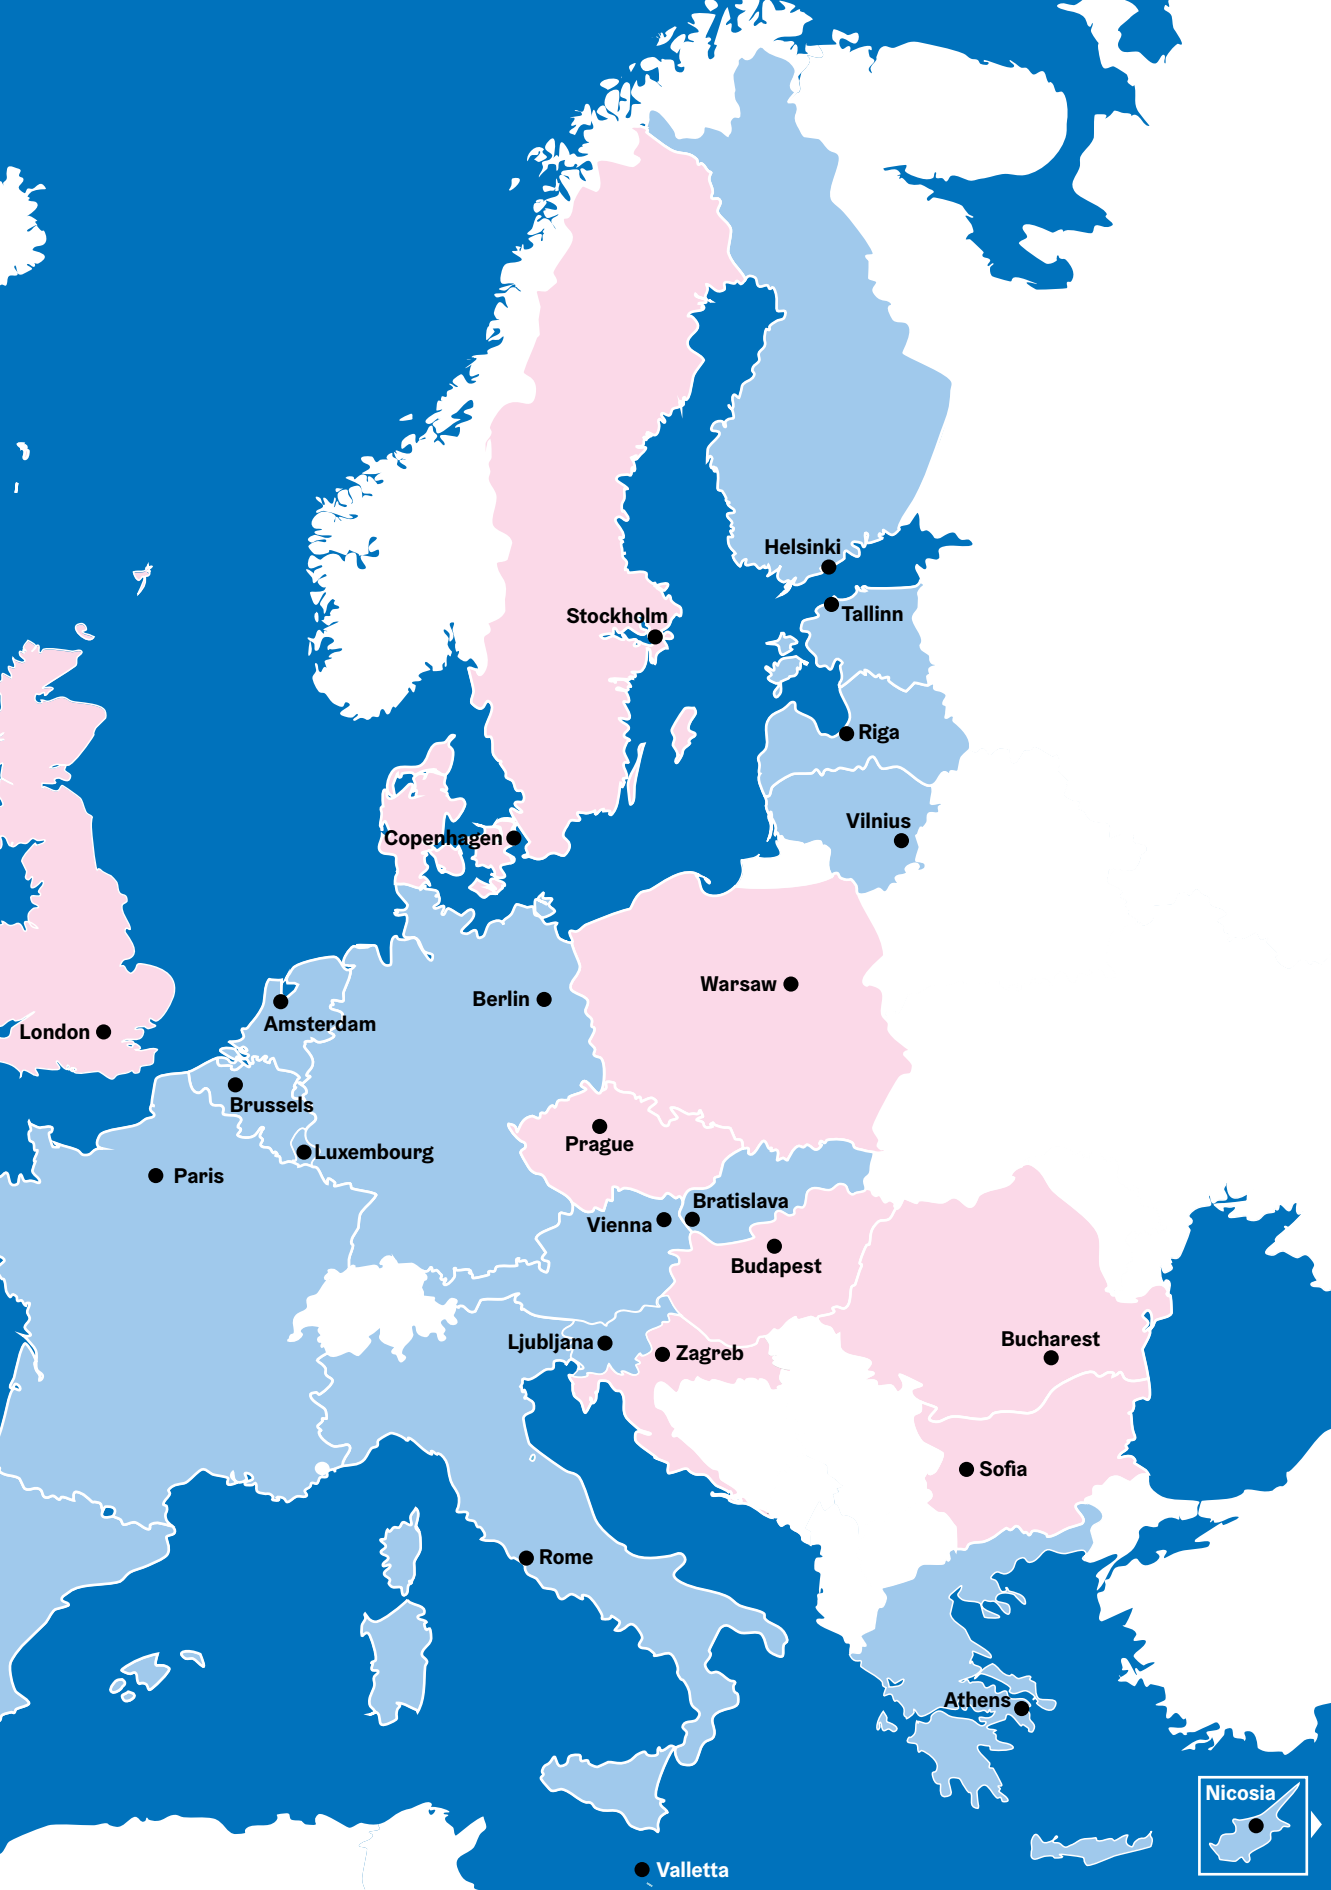 Helsinki
Tallinn
Stockholm
Riga
Vilnius
Copenhagen
Warsaw
Berlin
Amsterdam
London
Brussels
Prague
Luxembourg
Paris
Bratislava
Vienna
Budapest
Bucharest
Ljubljana
Zagreb
Sofia
Rome
Athens
Nicosia
Valletta